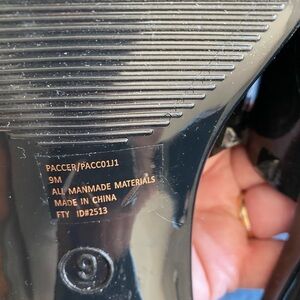 PACCER/PACC01J1
9M
ALL MANMADE MATERIALS
MADE IN CHINA
FTY ID#2513
9